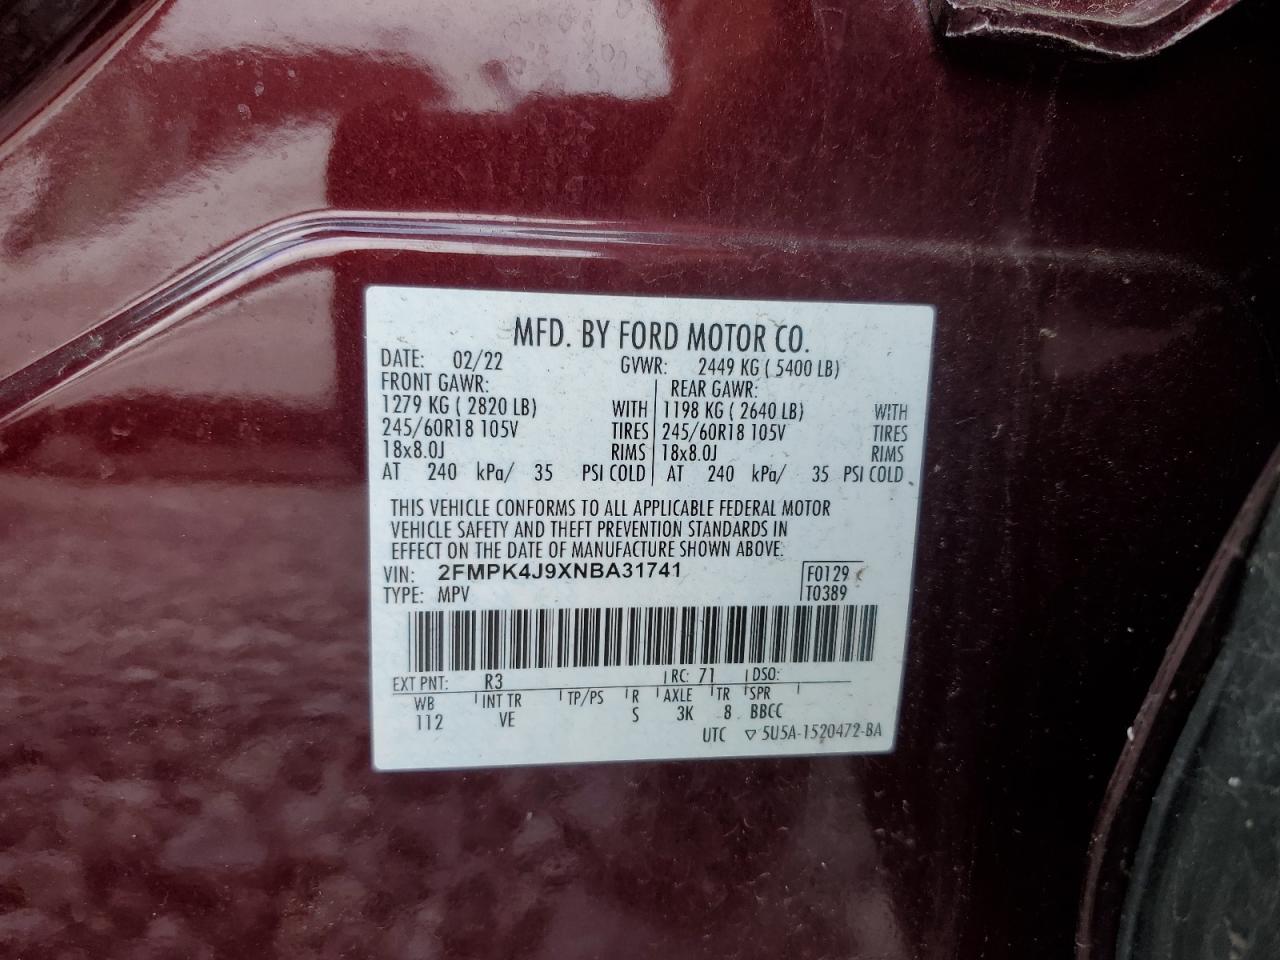 MFD. BY FORD MOTOR CO.
DATE: 02/22 GVWR: 2449 KG ( 5400 LB)
FRONT GAWR: REAR GAWR:
1279 KG ( 2820 LB) WITH 1198 KG ( 2640 LB) WITH
245/60R18 105V TIRES 245/60R18 105V TIRES
18x8.0J RIMS 18x8.0J RIMS
AT 240 kPa/ 35 PSI COLD AT 240 kPa/ 35 PSI COLD
THIS VEHICLE CONFORMS TO ALL APPLICABLE FEDERAL MOTOR
VEHICLE SAFETY AND THEFT PREVENTION STANDARDS IN
EFFECT ON THE DATE OF MANUFACTURE SHOWN ABOVE.
VIN: 2FMPK4J9XNBA31741 F0129
TYPE: MPV T0389
EXT PNT: R3 RC: 71 DSO:
WB INT TR TP/PS R AXLE TR SPR
112 VE S 3K 8 BBCC
UTC ▽ 5U5A-1520472-BA